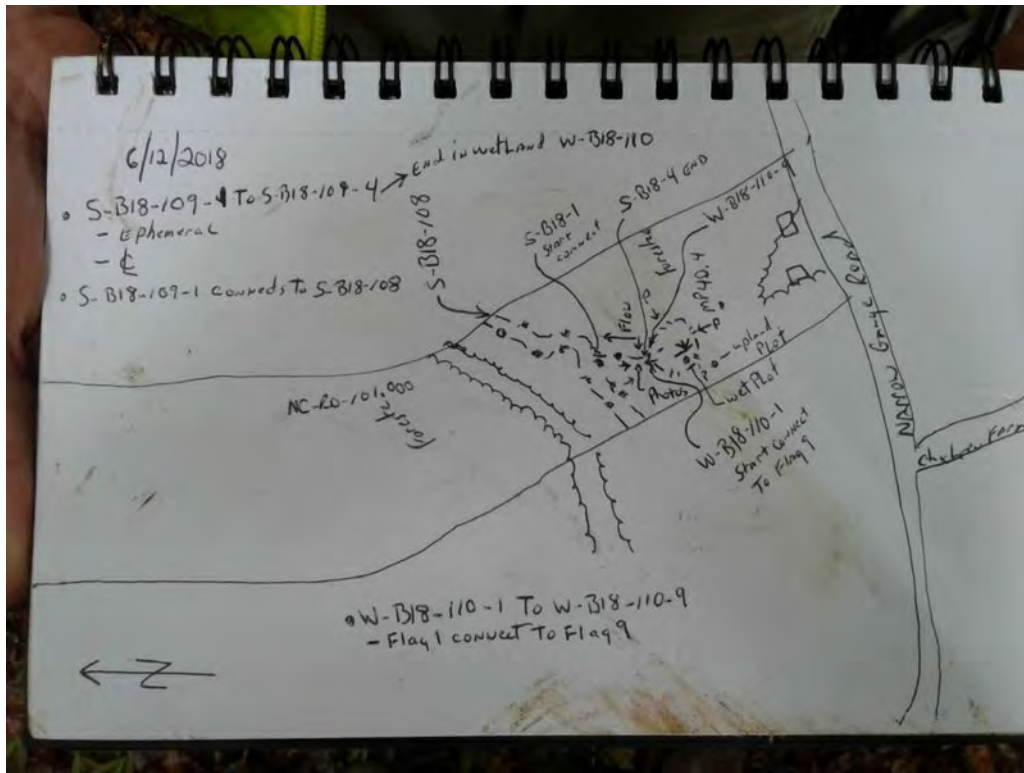 6/12/2018
• S-B18-109-1 To S-B18-109-4 → End in wetland W-B18-110
- Ephemeral
- ȼ
• S-B18-109-1 connects To S-B18-108
S-B18-108
S-B18-1
Start
connect
S-B18-4 END
W-B18-110-9
Flow
P
P
P
upland
Plot
wet Plot
Photos
W-B18-110-1
Start connect
To Flag 9
NC-RO-101.000
Forested
Road
Narrow Gauge
• W-B18-110-1 To W-B18-110-9
- Flag 1 connect To Flag 9
Z